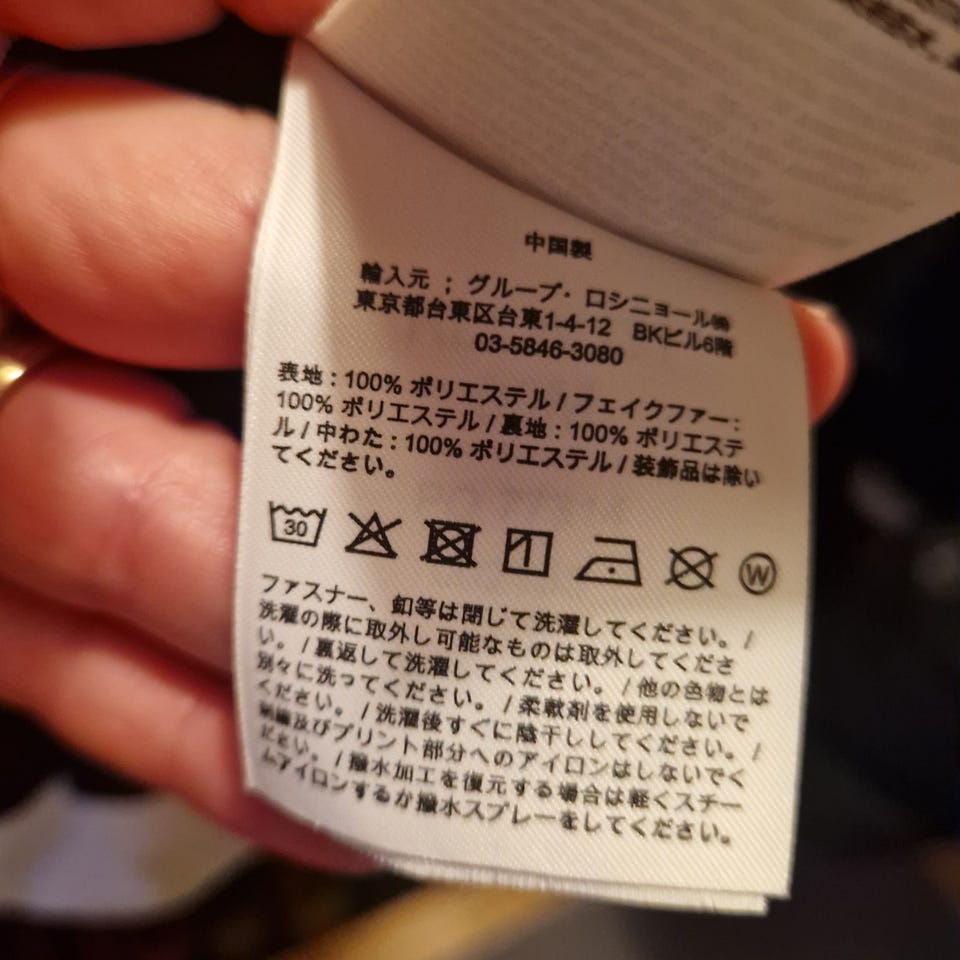 中国製
輸入元 ; グループ・ロシニョール㈱
東京都台東区台東1-4-12 BKビル6階
03-5846-3080
表地 : 100% ポリエステル / フェイクファー :
100% ポリエステル / 裏地 : 100% ポリエステ
ル / 中わた : 100% ポリエステル / 装飾品は除い
てください。
30 W
ファスナー、釦等は閉じて洗濯してください。 /
洗濯の際に取外し可能なものは取外してくださ
い。 / 裏返して洗濯してください。 / 他の色物とは
別々に洗ってください。 / 柔軟剤を使用しないで
ください。 / 洗濯後すぐに陰干ししてください。 /
刺繍及びプリント部分へのアイロンはしないでく
ださい。 / 撥水加工を復元する場合は軽くスチー
ムアイロンするか撥水スプレーをしてください。